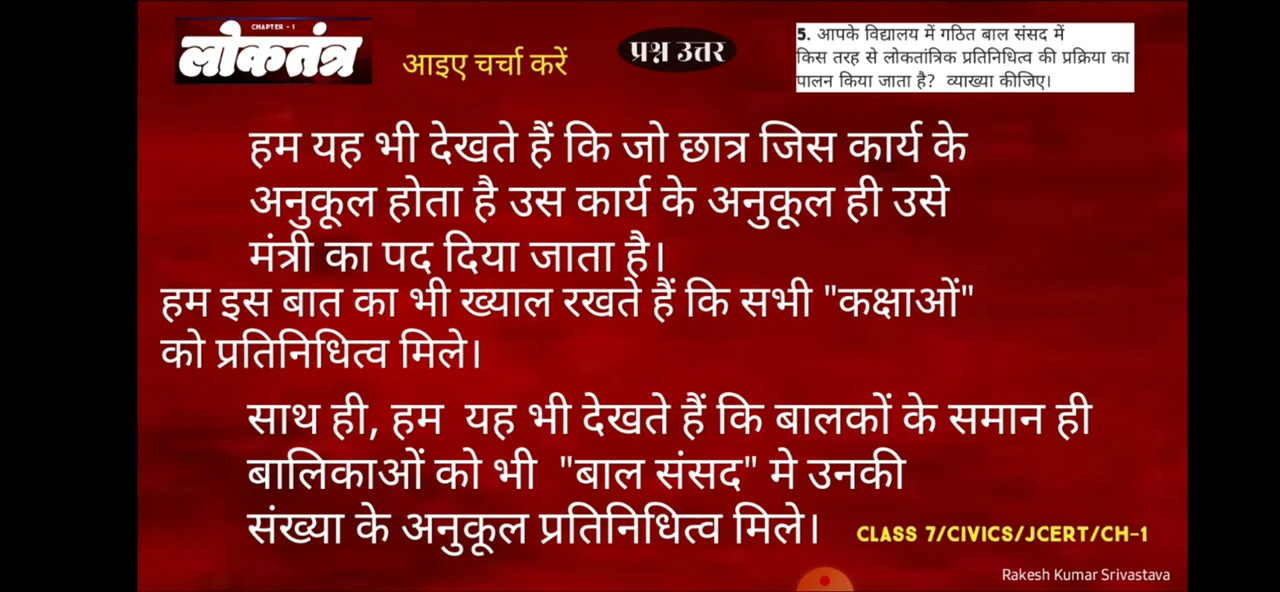 CHAPTER - 1
लोकतंत्र
आइए चर्चा करें
प्रश्न उत्तर
5. आपके विद्यालय में गठित बाल संसद में
किस तरह से लोकतांत्रिक प्रतिनिधित्व की प्रक्रिया का
पालन किया जाता है? व्याख्या कीजिए।
हम यह भी देखते हैं कि जो छात्र जिस कार्य के
अनुकूल होता है उस कार्य के अनुकूल ही उसे
मंत्री का पद दिया जाता है।
हम इस बात का भी ख्याल रखते हैं कि सभी "कक्षाओं"
को प्रतिनिधित्व मिले।
साथ ही, हम यह भी देखते हैं कि बालकों के समान ही
बालिकाओं को भी "बाल संसद" मे उनकी
संख्या के अनुकूल प्रतिनिधित्व मिले।
CLASS 7/CIVICS/JCERT/CH-1
Rakesh Kumar Srivastava